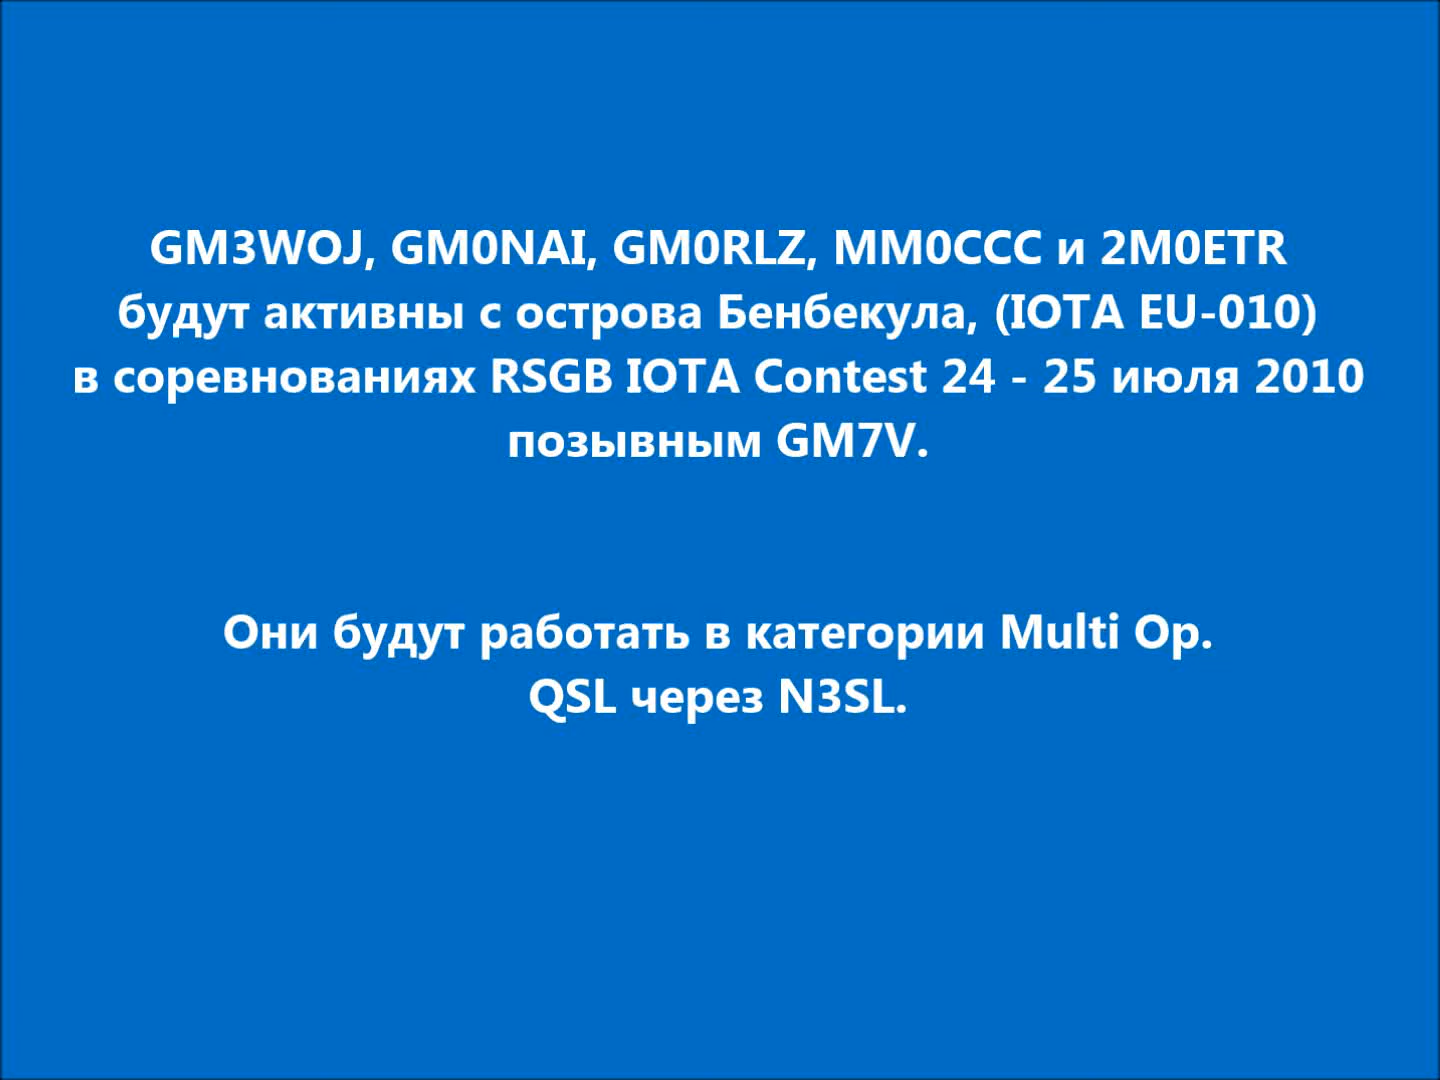 GM3WOJ, GM0NAI, GM0RLZ, MM0CCC и 2M0ETR
будут активны с острова Бенбекула, (IOTA EU-010)
в соревнованиях RSGB IOTA Contest 24 - 25 июля 2010
позывным GM7V.
Они будут работать в категории Multi Op.
QSL через N3SL.